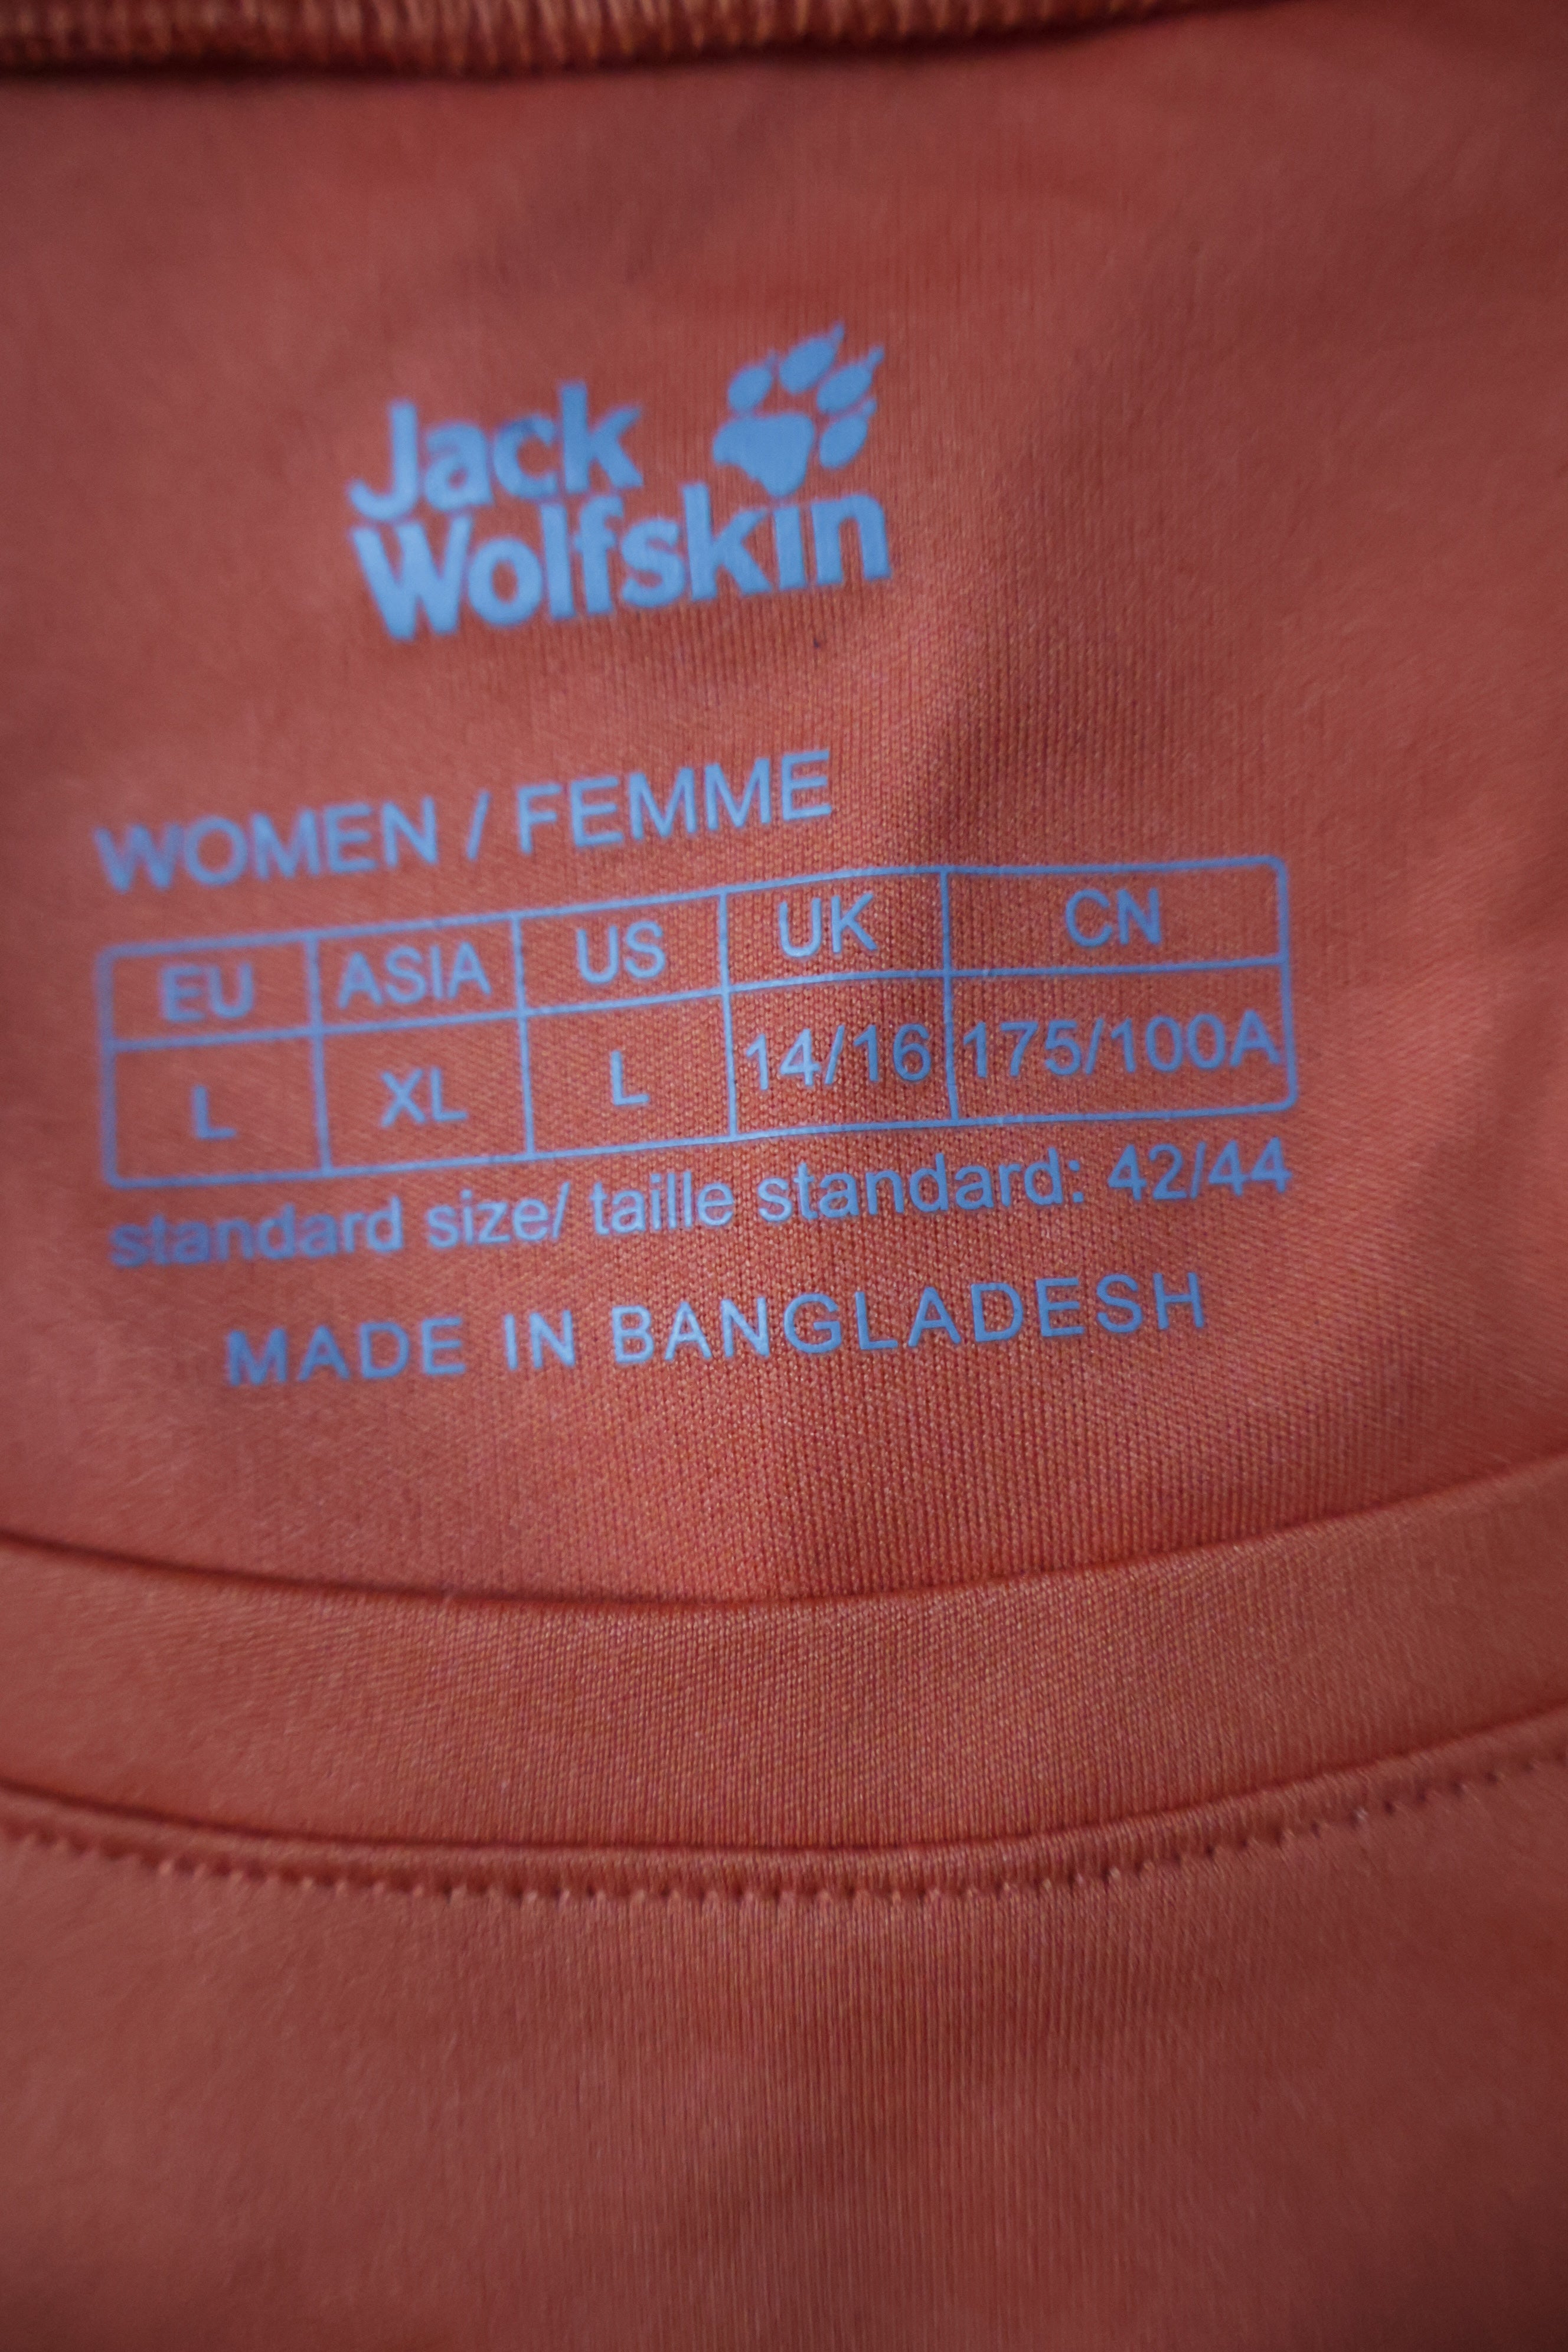 Jack
Wolfskin
WOMEN / FEMME
EU ASIA US UK CN
L XL L 14/16 175/100A
standard size/ taille standard: 42/44
MADE IN BANGLADESH